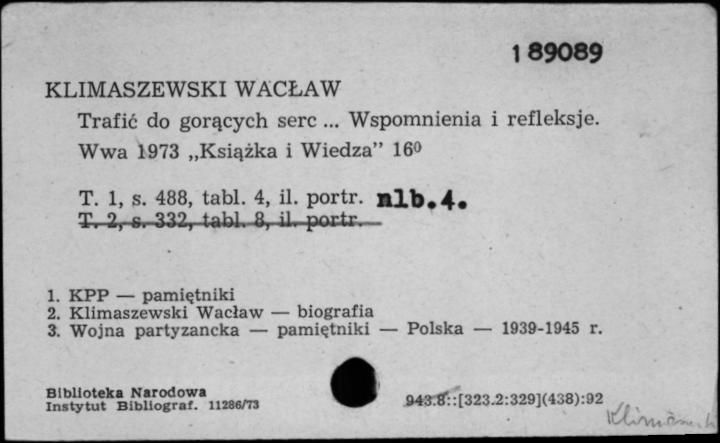 189089
KLIMASZEWSKI WACŁAW
Trafić do gorących serc ... Wspomnienia i refleksje.
Wwa 1973 „Książka i Wiedza” 16⁰
T. 1, s. 488, tabl. 4, il. portr. nlb.4.
T. 2, s. 332, tabl. 8, il. portr.
1. KPP — pamiętniki
2. Klimaszewski Wacław — biografia
3. Wojna partyzancka — pamiętniki — Polska — 1939-1945 r.
Biblioteka Narodowa
Instytut Bibliograf. 11286/73
943.8::[323.2:329](438):92